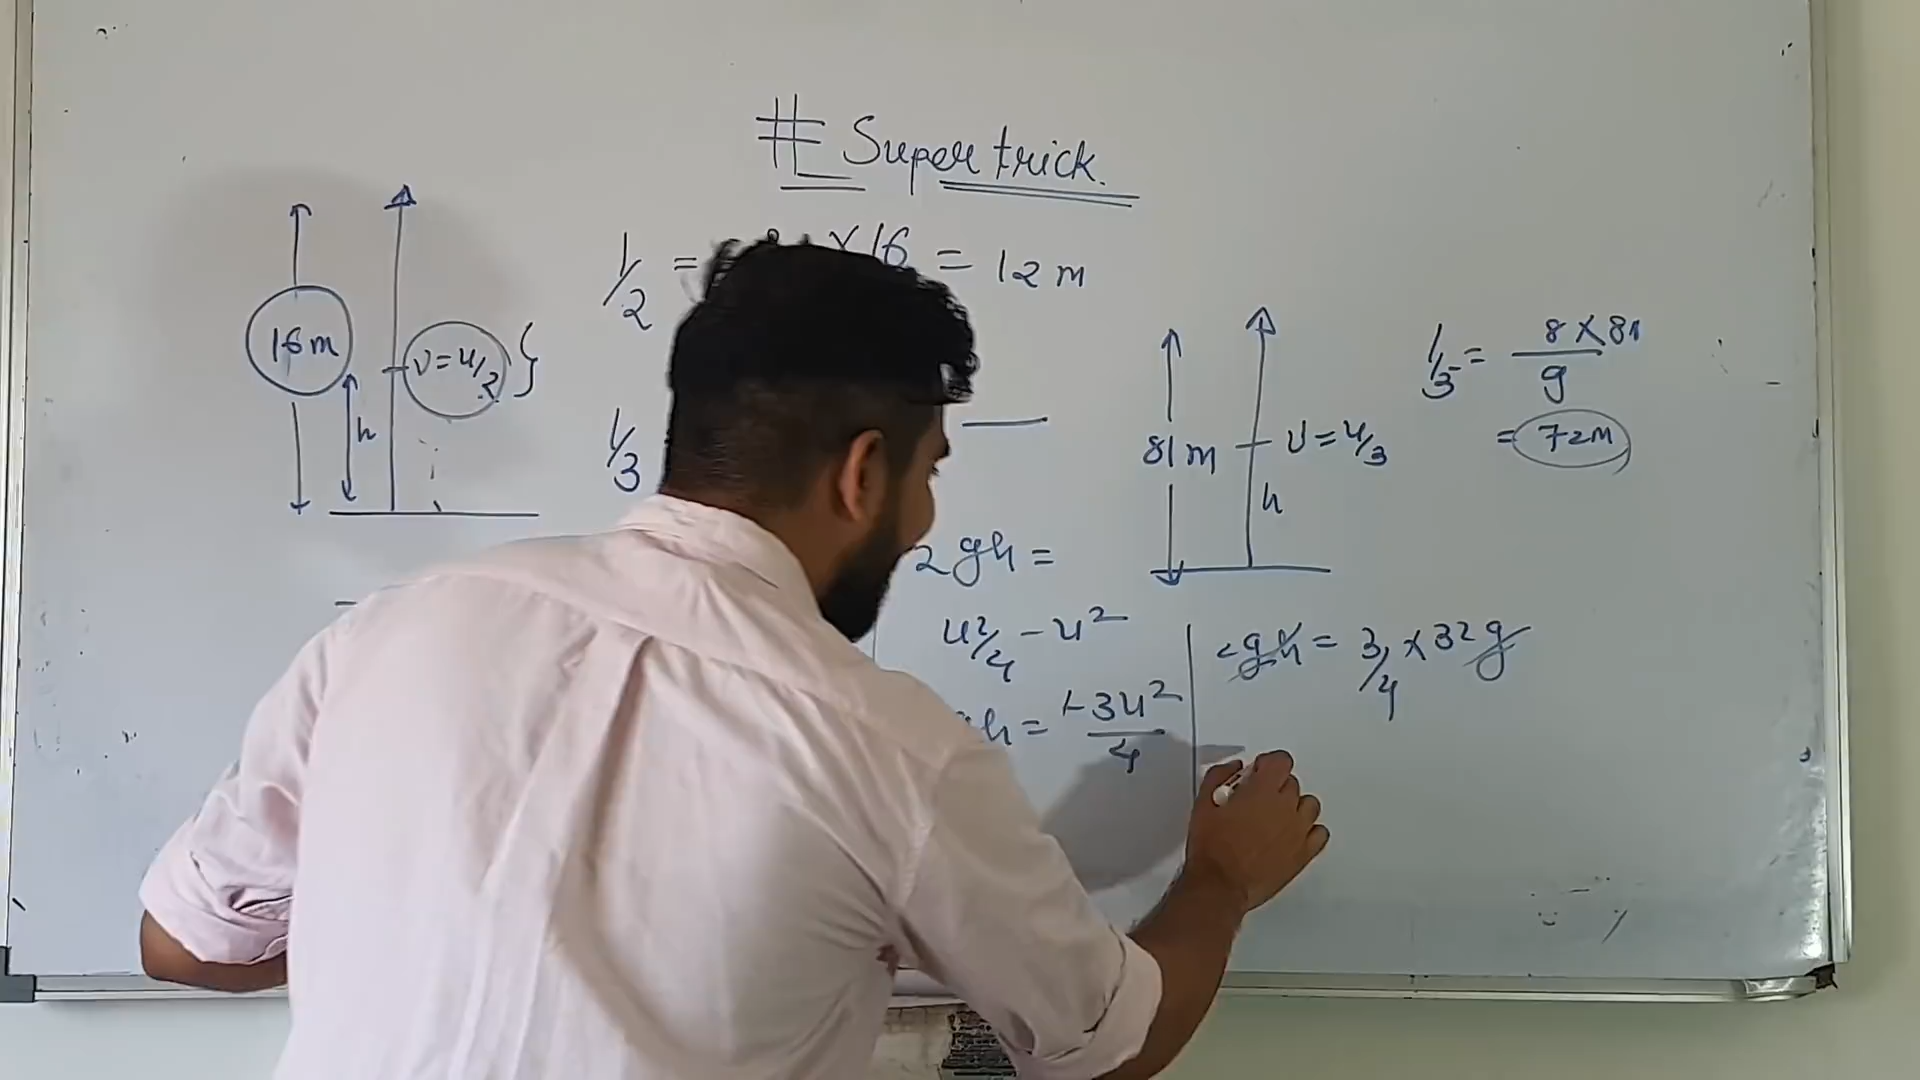 # Super trick.
16m
V = u/2 }
h
1/2 = × 16 = 12 m
1/3
81 m
V = u/3
h
1/3 = 8 × 81 / 9
= 72m
2gh =
u²/4 - u²
h = -3u²/4
2gh = 3/4 × 32g